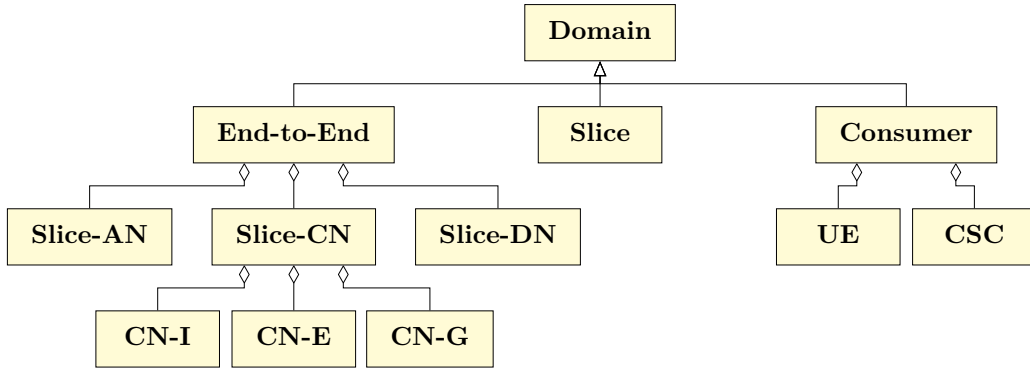 Domain
End-to-End
Slice
Consumer
Slice-AN
Slice-CN
Slice-DN
UE
CSC
CN-I
CN-E
CN-G